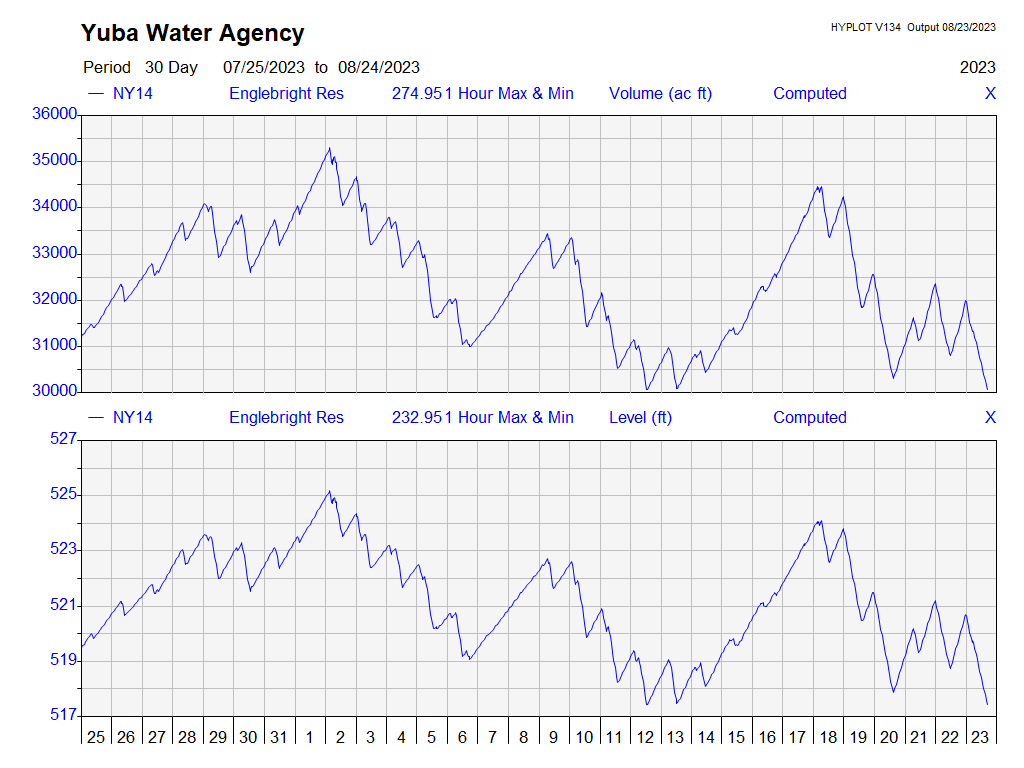 Yuba Water Agency
HYPLOT V134 Output 08/23/2023
Period 30 Day 07/25/2023 to 08/24/2023 2023
NY14 Englebright Res 274.951 Hour Max & Min Volume (ac ft) Computed X
36000
35000
34000
33000
32000
31000
30000
NY14 Englebright Res 232.951 Hour Max & Min Level (ft) Computed X
527
525
523
521
519
517
25 26 27 28 29 30 31 1 2 3 4 5 6 7 8 9 10 11 12 13 14 15 16 17 18 19 20 21 22 23